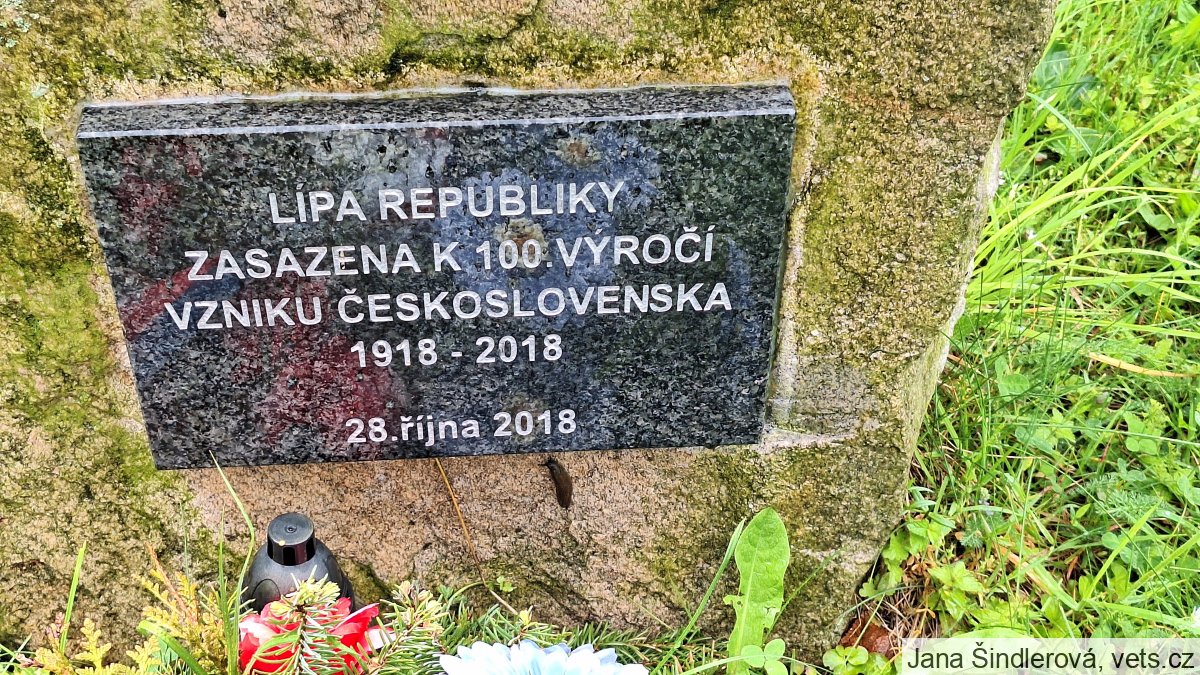 LÍPA REPUBLIKY
ZASAZENA K 100.VÝROČÍ
VZNIKU ČESKOSLOVENSKA
1918 - 2018
28.října 2018
Jana Šindlerová, vets.cz